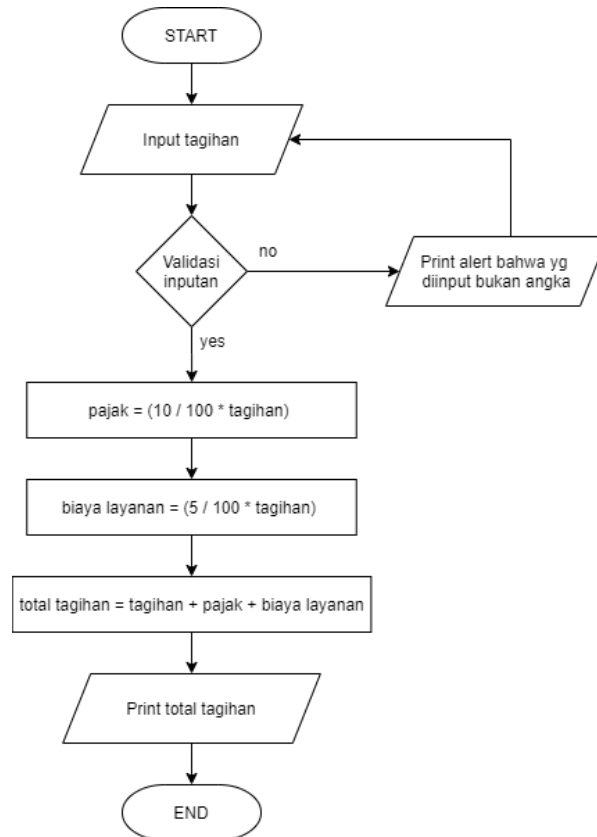 START
Input tagihan
Validasi
inputan
no
Print alert bahwa yg
diinput bukan angka
yes
pajak = (10 / 100 * tagihan)
biaya layanan = (5 / 100 * tagihan)
total tagihan = tagihan + pajak + biaya layanan
Print total tagihan
END